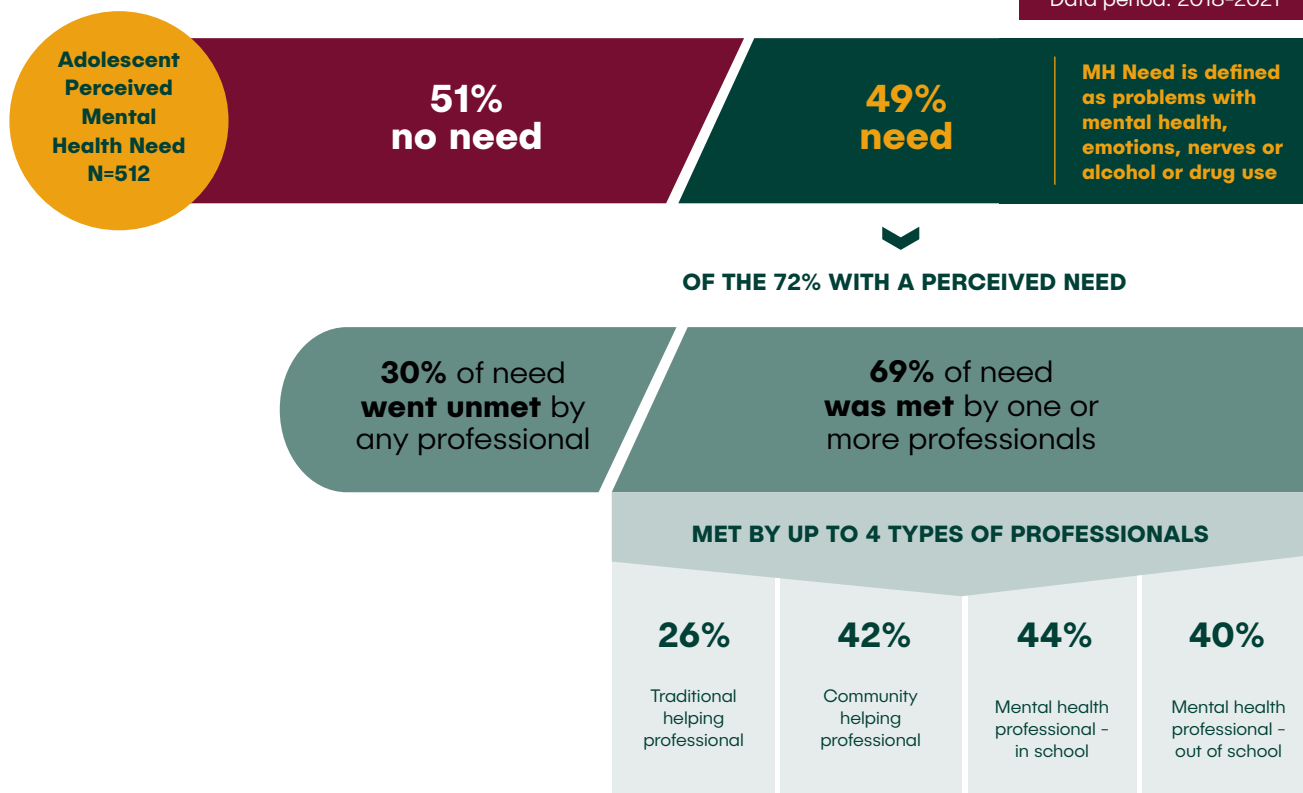 Data period: 2018-2021
Adolescent
Perceived
Mental
Health Need
N=512
51%
no need
49%
need
MH Need is defined
as problems with
mental health,
emotions, nerves or
alcohol or drug use
OF THE 72% WITH A PERCEIVED NEED
30% of need
went unmet by
any professional
69% of need
was met by one or
more professionals
MET BY UP TO 4 TYPES OF PROFESSIONALS
26%
Traditional
helping
professional
42%
Community
helping
professional
44%
Mental health
professional -
in school
40%
Mental health
professional -
out of school